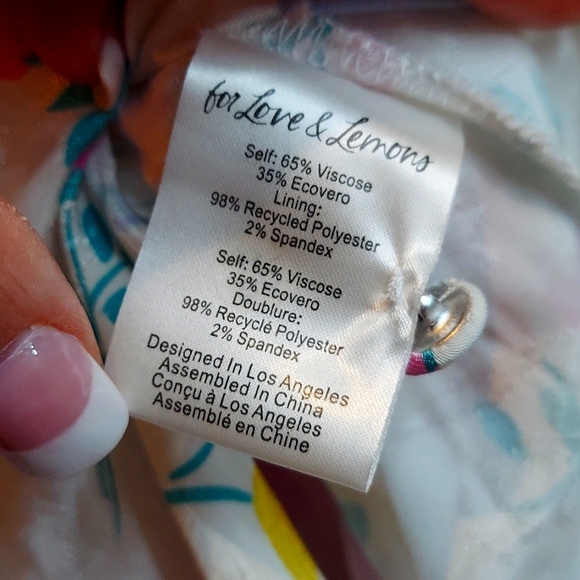 for Love & Lemons
Self: 65% Viscose
35% Ecovero
Lining:
98% Recycled Polyester
2% Spandex
Self: 65% Viscose
35% Ecovero
Doublure:
98% Recyclé Polyester
2% Spandex
Designed In Los Angeles
Assembled In China
Conçu à Los Angeles
Assemblé en Chine